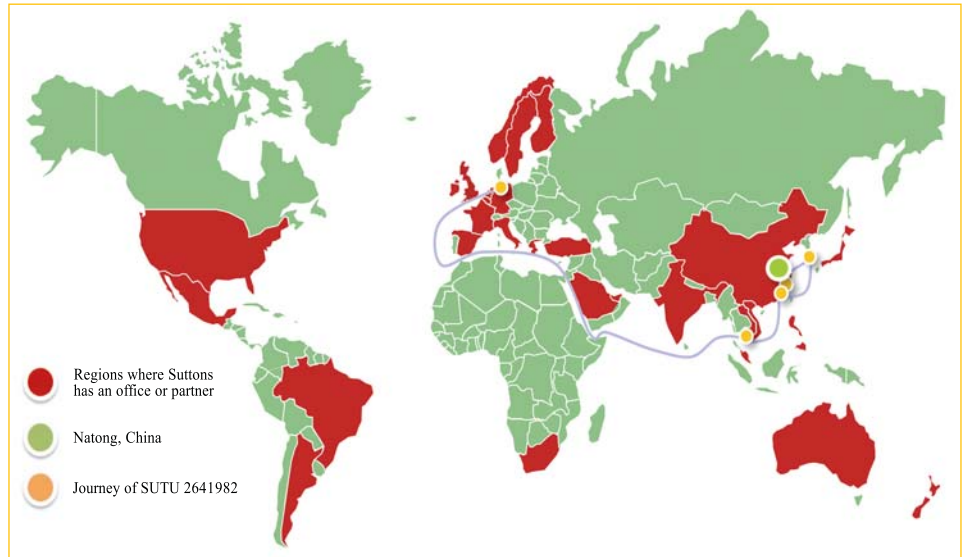 Regions where Suttons
has an office or partner
Natong, China
Journey of SUTU 2641982